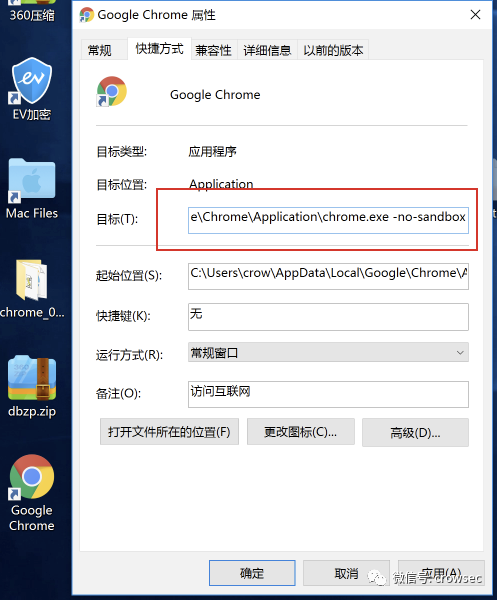 360压缩
EV加密
Mac Files
chrome_0...
dbzp.zip
Google
Chrome
Google Chrome 属性
常规
快捷方式
兼容性
详细信息
以前的版本
Google Chrome
目标类型:
应用程序
目标位置:
Application
目标(T):
e\Chrome\Application\chrome.exe -no-sandbox
起始位置(S):
C:\Users\crow\AppData\Local\Google\Chrome\A
快捷键(K):
无
运行方式(R):
常规窗口
备注(O):
访问互联网
打开文件所在的位置(F)
更改图标(C)...
高级(D)...
确定
取消
应用(A)
微信号: crowsec